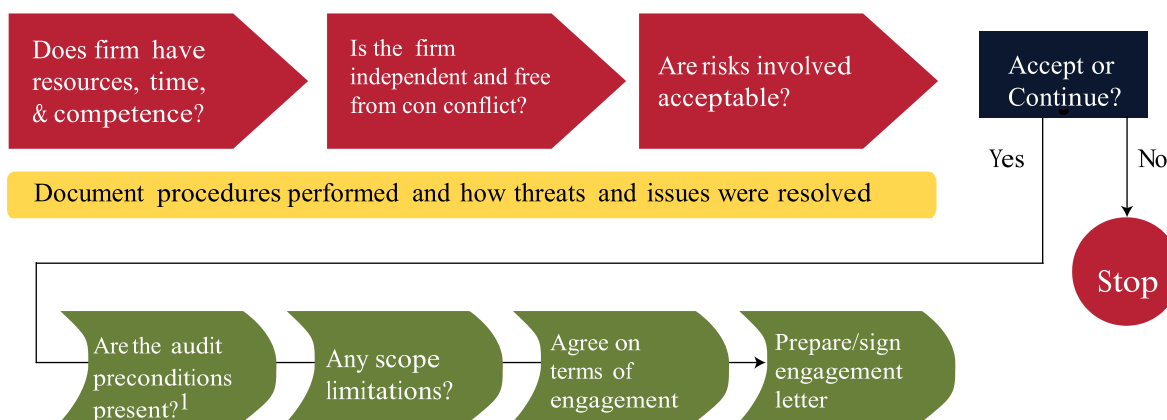 Does firm have
resources, time,
& competence?
Is the firm
independent and free
from con conflict?
Are risks involved
acceptable?
Accept or
Continue?
Yes
No
Document procedures performed and how threats and issues were resolved
Stop
Are the audit
preconditions
present?1
Any scope
limitations?
Agree on
terms of
engagement
Prepare/sign
engagement
letter